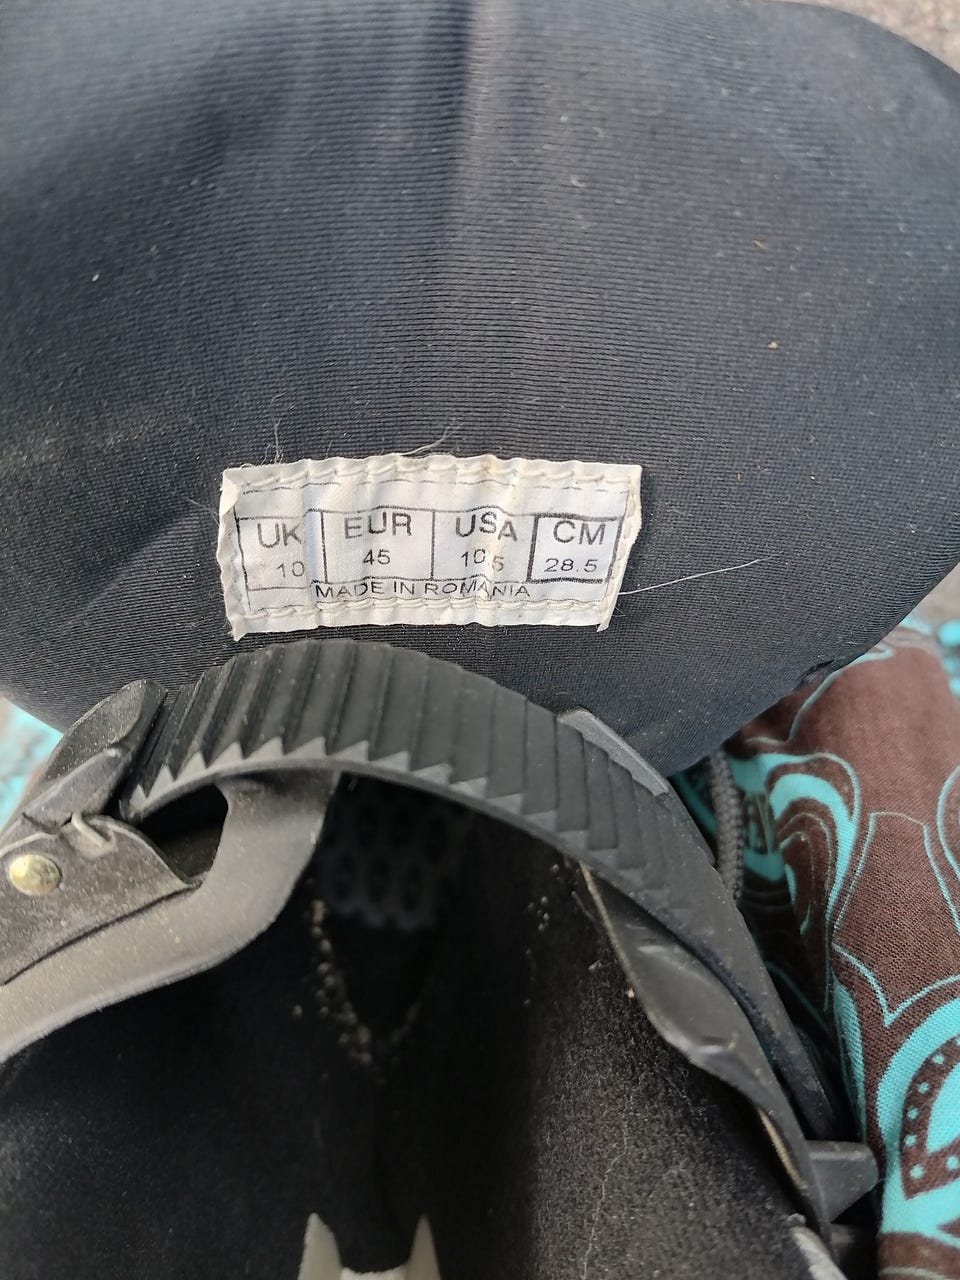 UK EUR USA CM
10 45 10.5 28.5
MADE IN ROMANIA